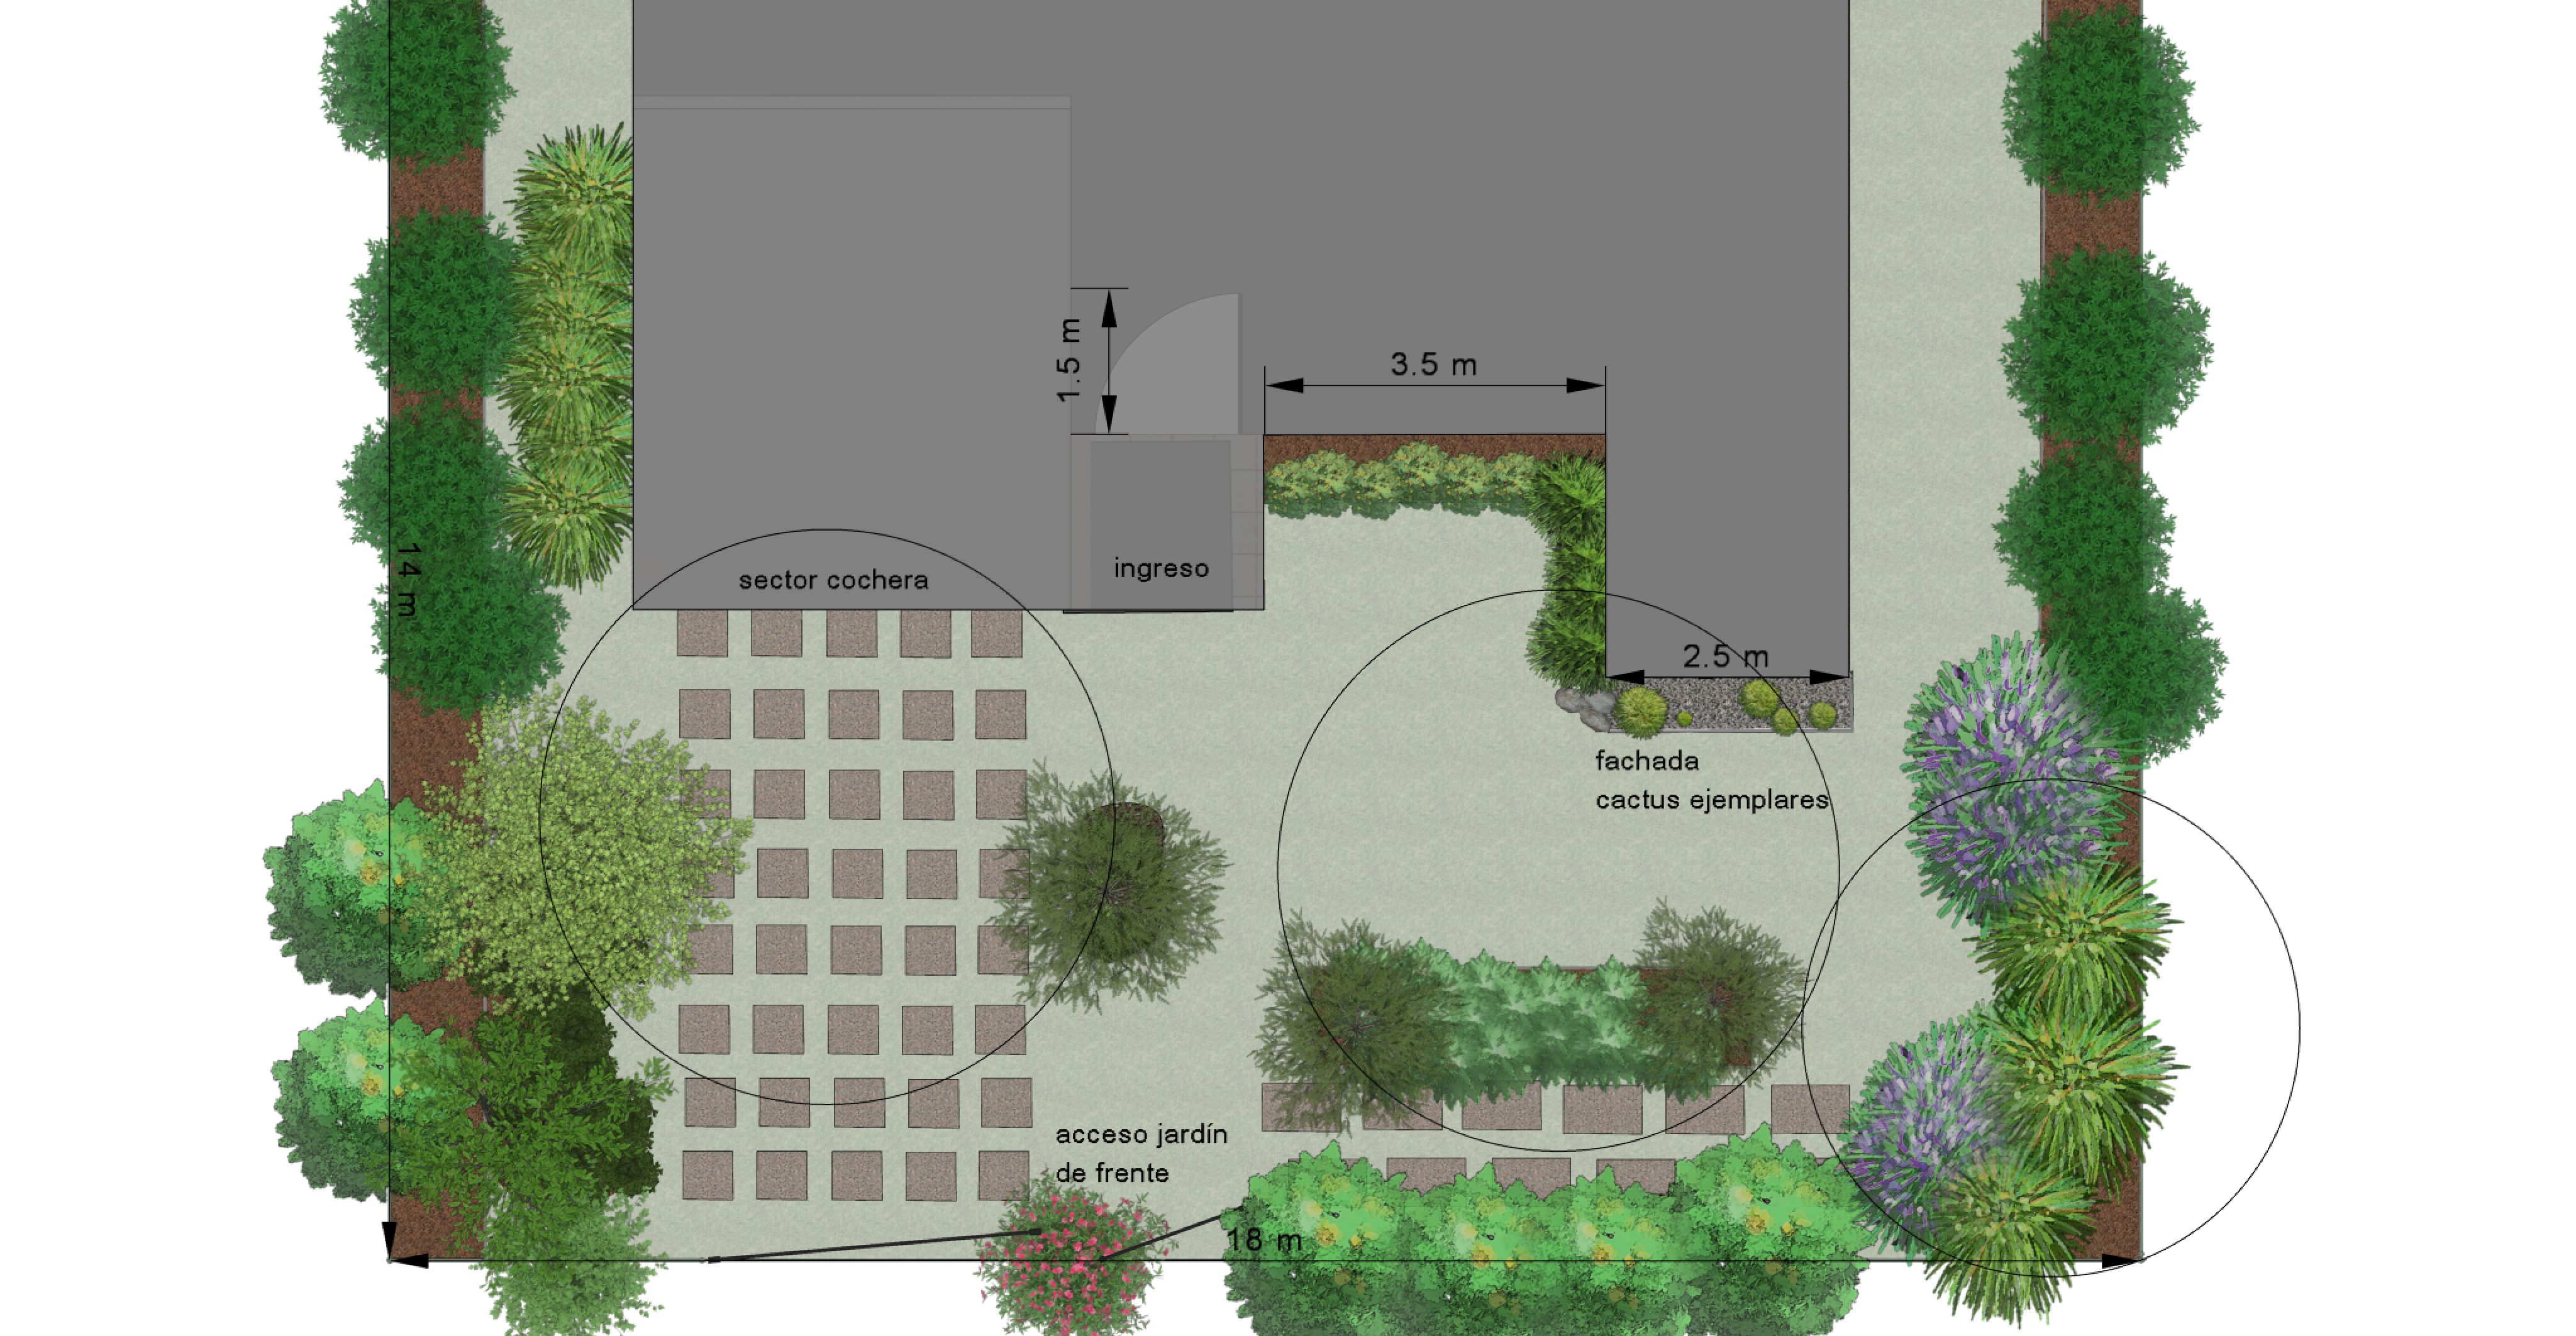 1.5 m
3.5 m
14 m
sector cochera
ingreso
2.5 m
fachada
cactus ejemplares
acceso jardín
de frente
18 m